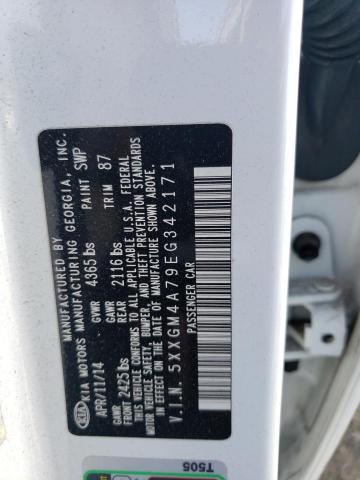 MANUFACTURED BY
KIA KIA MOTORS MANUFACTURING GEORGIA, INC.
APR/11/14 GVWR 4365 lbs PAINT SWP
GAWR FRONT 2425 lbs GAWR REAR 2116 lbs TRIM 87
THIS VEHICLE CONFORMS TO ALL APPLICABLE U.S.A. FEDERAL
MOTOR VEHICLE SAFETY, BUMPER, AND THEFT PREVENTION STANDARDS
IN EFFECT ON THE DATE OF MANUFACTURE SHOWN ABOVE.
V.I.N. 5XXGM4A79EG342171
PASSENGER CAR
T505